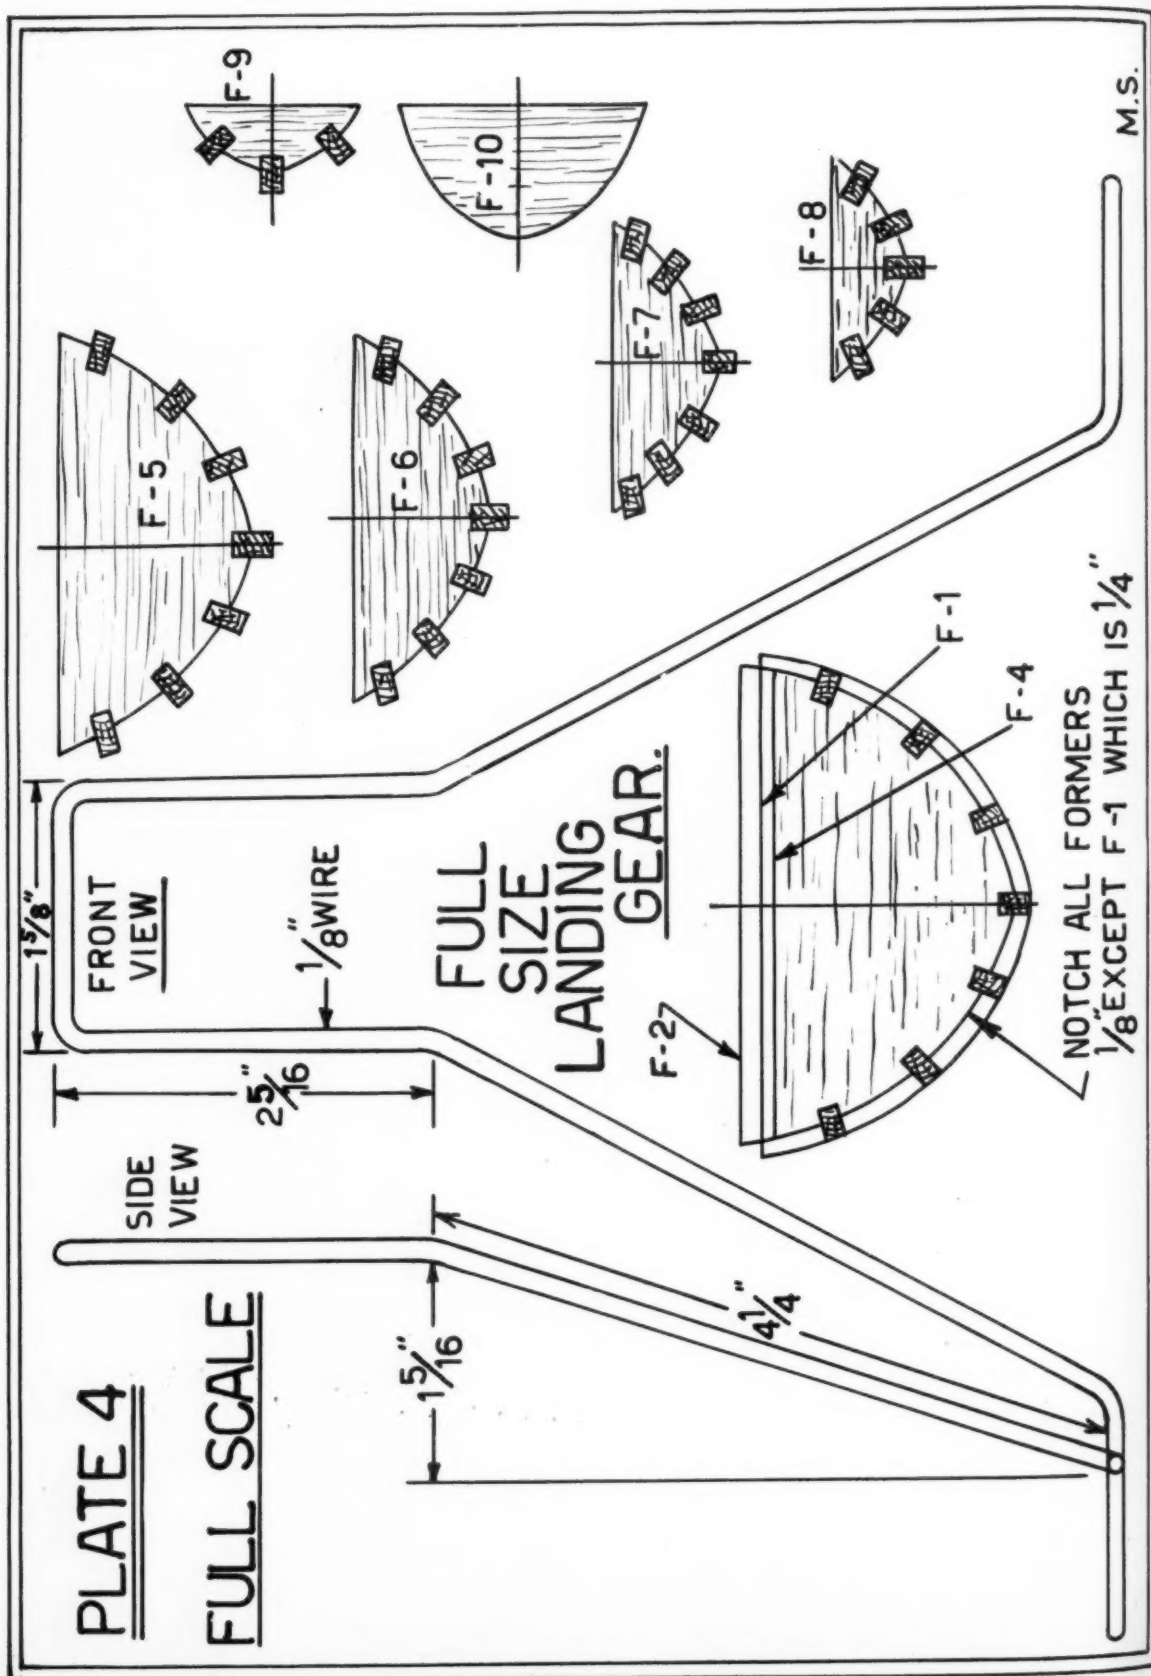 PLATE 4
FULL SCALE
SIDE
VIEW
1 5/16"
4 1/4"
2 5/16"
1 5/8"
FRONT
VIEW
1/8" WIRE
FULL
SIZE
LANDING
GEAR.
F-5
F-6
F-7
F-8
F-9
F-10
F-2
F-1
F-4
NOTCH ALL FORMERS
1/8" EXCEPT F-1 WHICH IS 1/4"
M.S.